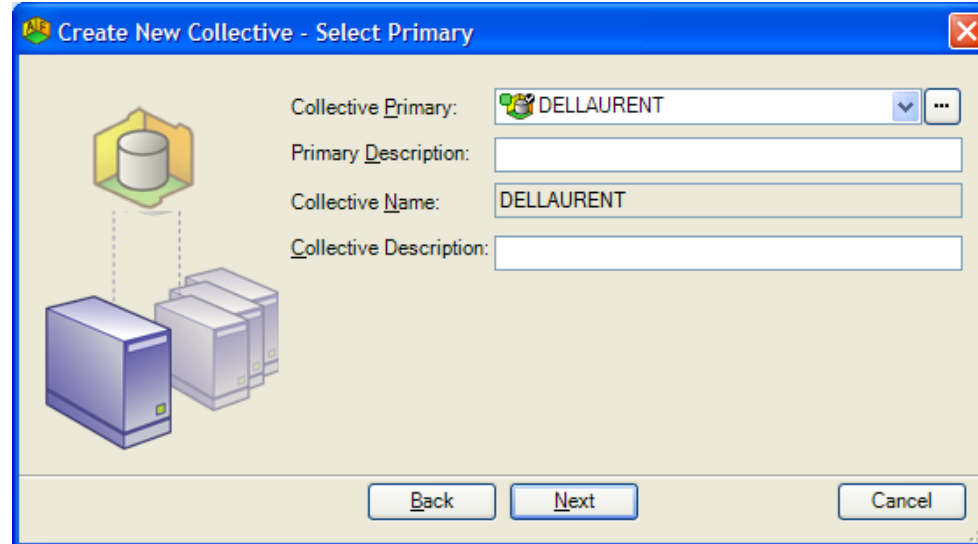 Create New Collective - Select Primary
Collective Primary: DELLAURENT ...
Primary Description:
Collective Name: DELLAURENT
Collective Description:
Back Next Cancel